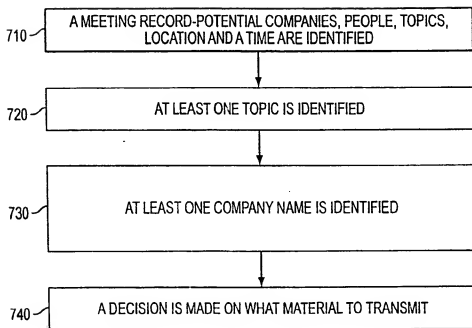 710
A MEETING RECORD-POTENTIAL COMPANIES, PEOPLE, TOPICS,
LOCATION AND A TIME ARE IDENTIFIED
720
AT LEAST ONE TOPIC IS IDENTIFIED
730
AT LEAST ONE COMPANY NAME IS IDENTIFIED
740
A DECISION IS MADE ON WHAT MATERIAL TO TRANSMIT